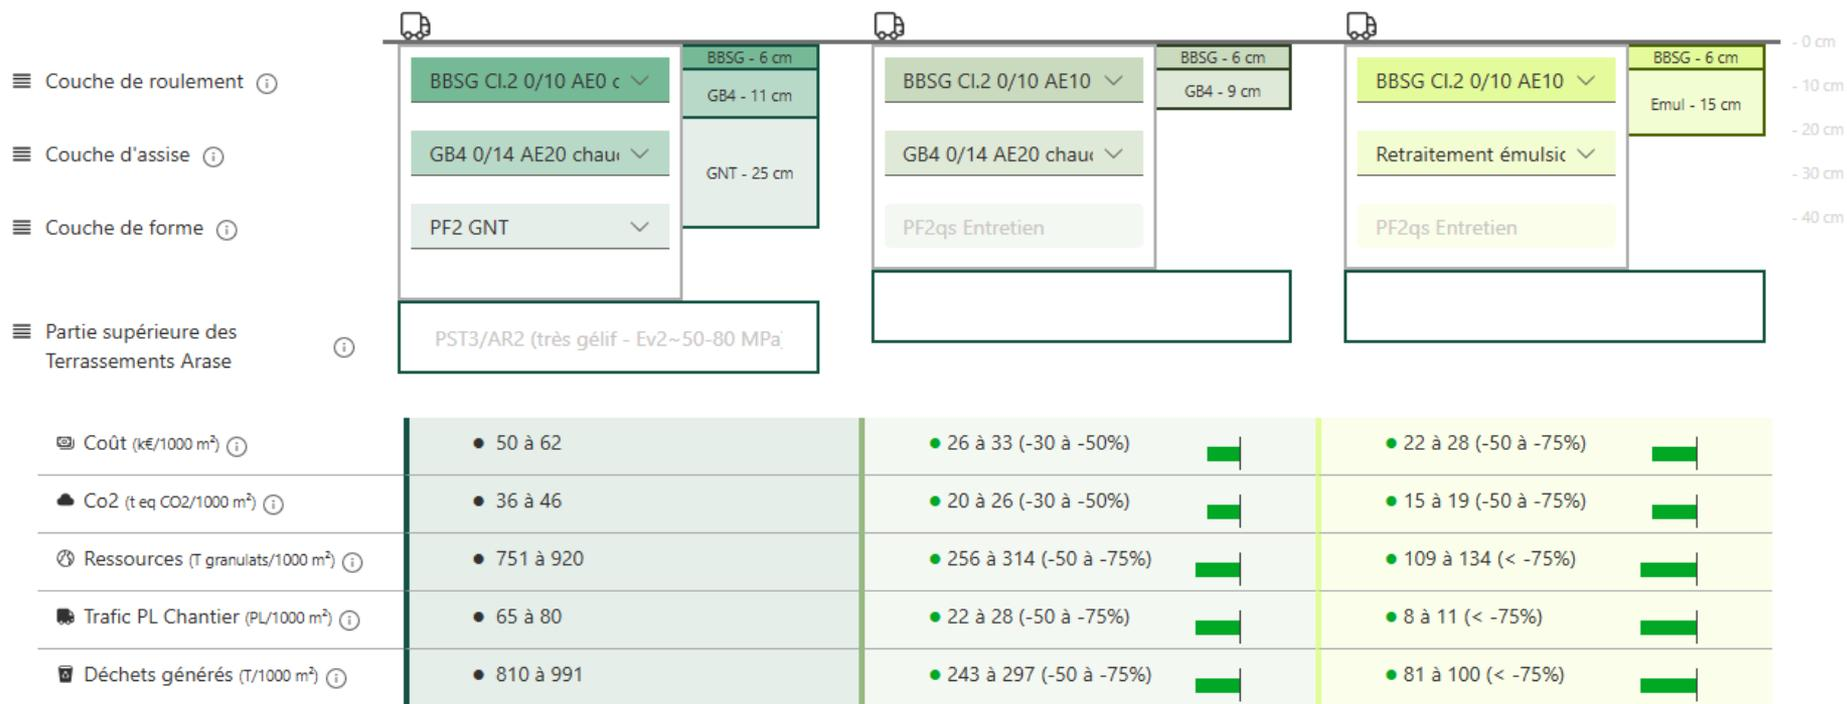 BBSG - 6 cm
BBSG - 6 cm
BBSG - 6 cm
- 0 cm
Couche de roulement
BBSG Cl.2 0/10 AE0 c
GB4 - 11 cm
BBSG Cl.2 0/10 AE10
GB4 - 9 cm
BBSG Cl.2 0/10 AE10
Emul - 15 cm
- 10 cm
- 20 cm
Couche d'assise
GB4 0/14 AE20 chau
GNT - 25 cm
GB4 0/14 AE20 chau
Retraitement émulsic
- 30 cm
Couche de forme
PF2 GNT
PF2qs Entretien
PF2qs Entretien
- 40 cm
Partie supérieure des
Terrassements Arase
PST3/AR2 (très gélif - Ev2~50-80 MPa)
Coût (k€/1000 m²)
50 à 62
26 à 33 (-30 à -50%)
22 à 28 (-50 à -75%)
Co2 (t eq CO2/1000 m²)
36 à 46
20 à 26 (-30 à -50%)
15 à 19 (-50 à -75%)
Ressources (T granulats/1000 m²)
751 à 920
256 à 314 (-50 à -75%)
109 à 134 (< -75%)
Trafic PL Chantier (PL/1000 m²)
65 à 80
22 à 28 (-50 à -75%)
8 à 11 (< -75%)
Déchets générés (T/1000 m²)
810 à 991
243 à 297 (-50 à -75%)
81 à 100 (< -75%)